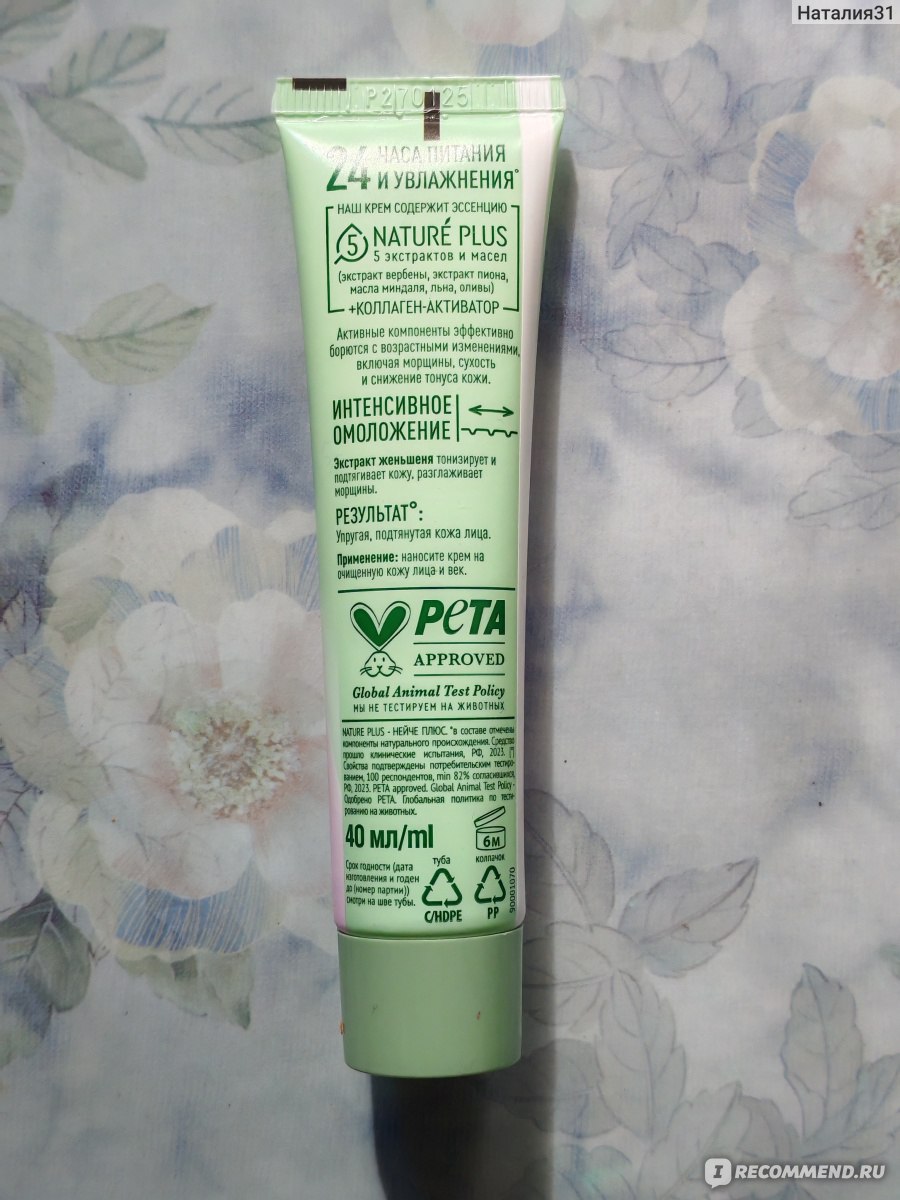 Наталия31
P270125
24 ЧАСА ПИТАНИЯ
И УВЛАЖНЕНИЯ°
НАШ КРЕМ СОДЕРЖИТ ЭССЕНЦИЮ
5 NATURÉ PLUS
5 экстрактов и масел
(экстракт вербены, экстракт пиона,
масла миндаля, льна, оливы)
+КОЛЛАГЕН-АКТИВАТОР
Активные компоненты эффективно
борются с возрастными изменениями,
включая морщины, сухость
и снижение тонуса кожи.
ИНТЕНСИВНОЕ
ОМОЛОЖЕНИЕ
Экстракт женьшеня тонизирует и
подтягивает кожу, разглаживает
морщины.
РЕЗУЛЬТАТ°:
Упругая, подтянутая кожа лица.
Применение: наносите крем на
очищенную кожу лица и век.
PETA
APPROVED
Global Animal Test Policy
МЫ НЕ ТЕСТИРУЕМ НА ЖИВОТНЫХ
NATURE PLUS - НЕЙЧЕ ПЛЮС. *в составе отмечены
компоненты натурального происхождения. Средство
прошло клинические испытания, РФ, 2023.
Свойства подтверждены потребительским тестиро-
ванием, 100 респондентов, min 82% согласившихся,
РФ, 2023. PETA approved. Global Animal Test Policy -
Одобрено PETA. Глобальная политика по тести-
рованию на животных.
40 мл/ml
6М
Срок годности (дата
изготовления и годен
до (номер партии))
смотри на шве тубы.
туба
C/HDPE
колпачок
PP
90001070
IRECOMMEND.RU